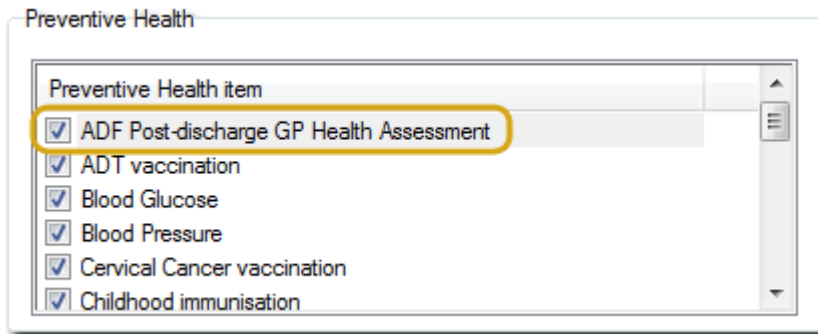 Preventive Health
Preventive Health item
ADF Post-discharge GP Health Assessment
ADT vaccination
Blood Glucose
Blood Pressure
Cervical Cancer vaccination
Childhood immunisation